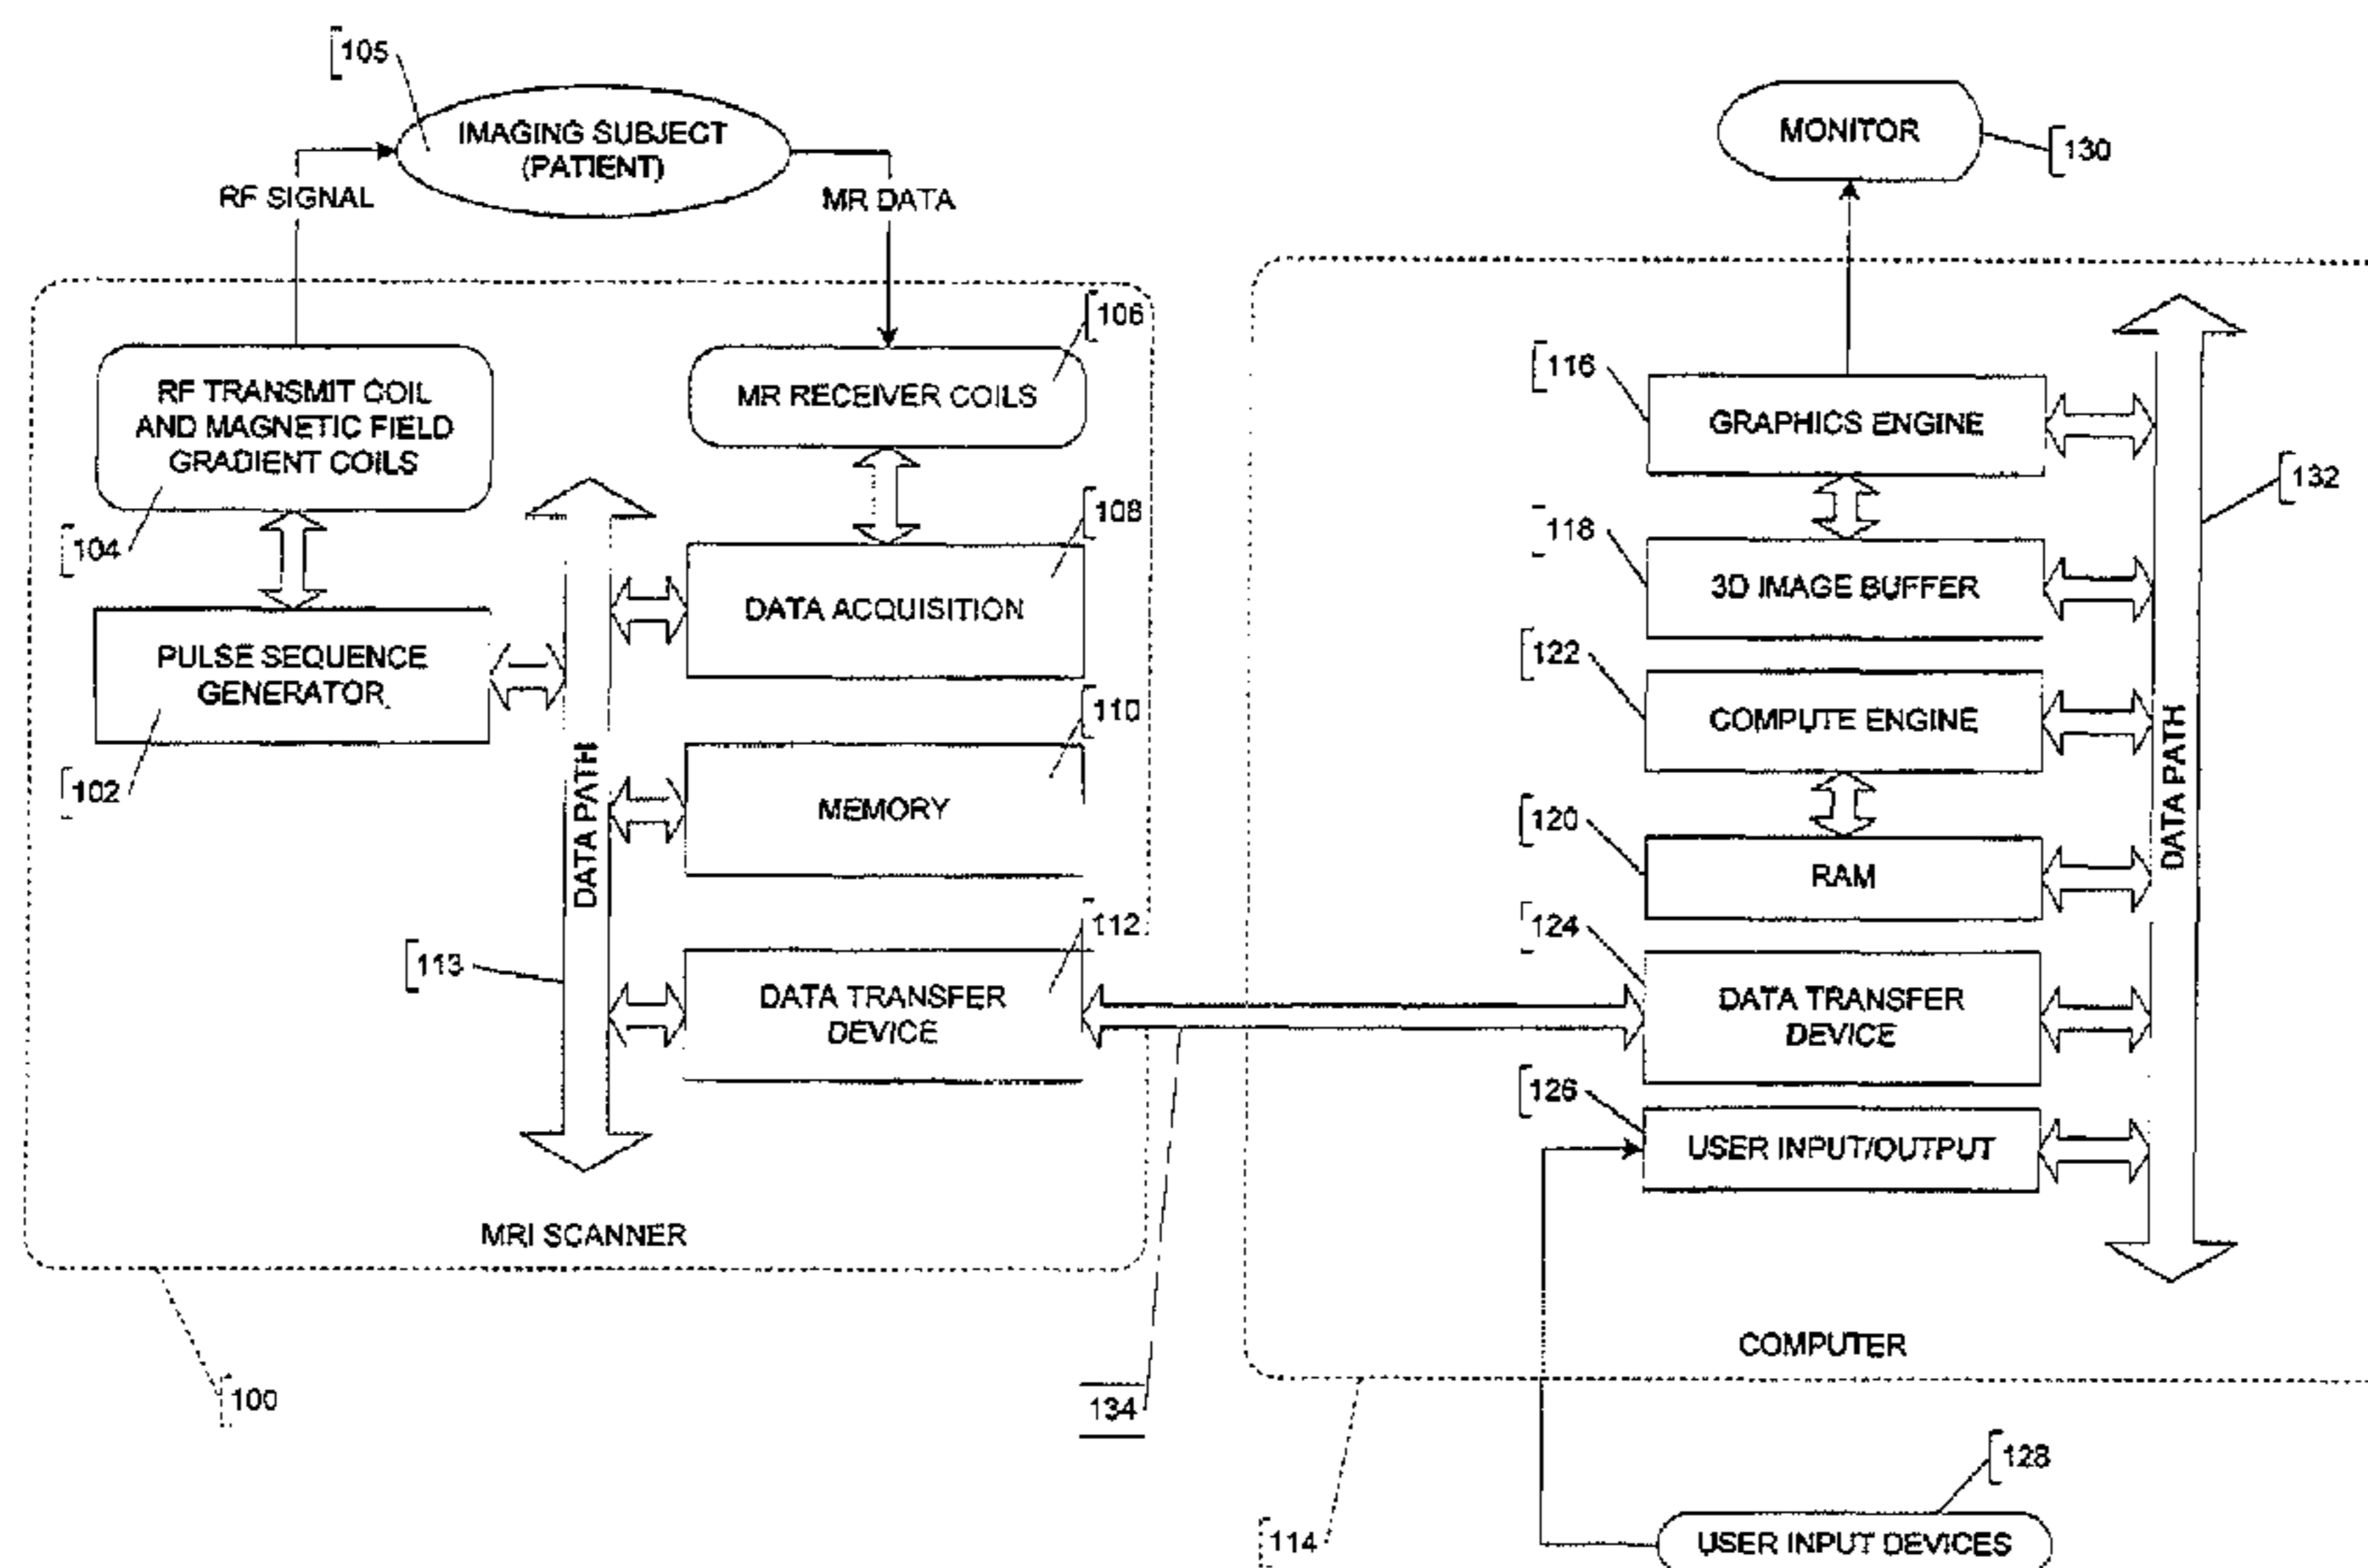 105
IMAGING SUBJECT
(PATIENT)
RF SIGNAL
MR DATA
MONITOR
130
106
RF TRANSMIT COIL
AND MAGNETIC FIELD
GRADIENT COILS
104
MR RECEIVER COILS
108
DATA ACQUISITION
PULSE SEQUENCE
GENERATOR
102
110
MEMORY
DATA PATH
113
112
DATA TRANSFER
DEVICE
MRI SCANNER
100
134
116
GRAPHICS ENGINE
132
118
3D IMAGE BUFFER
122
COMPUTE ENGINE
120
RAM
DATA PATH
124
DATA TRANSFER
DEVICE
126
USER INPUT/OUTPUT
COMPUTER
114
128
USER INPUT DEVICES